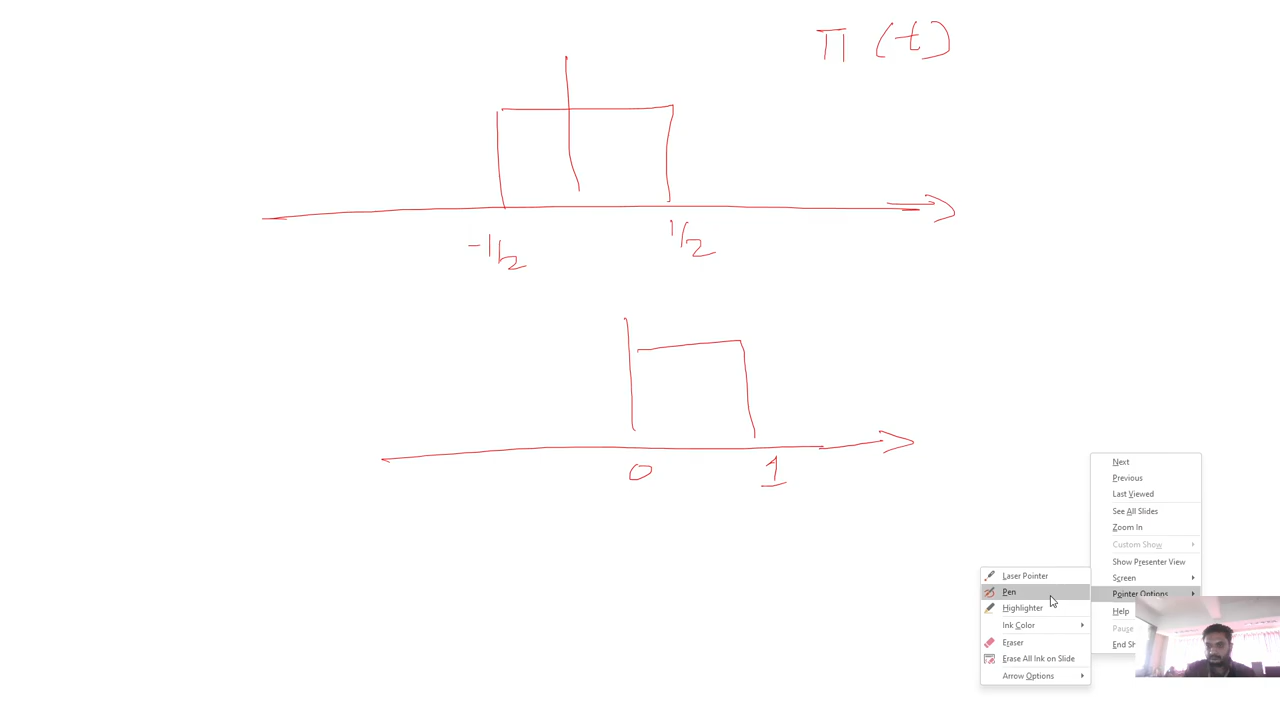 Π (t)
-1/2
1/2
0
1
Next
Previous
Last Viewed
See All Slides
Zoom In
Custom Show
Show Presenter View
Screen
Pointer Options
Help
Pause
End Sh
Laser Pointer
Pen
Highlighter
Ink Color
Eraser
Erase All Ink on Slide
Arrow Options